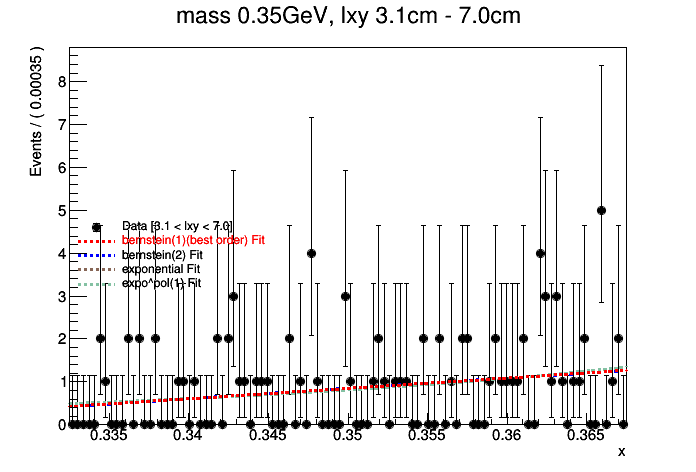 mass 0.35GeV, lxy 3.1cm - 7.0cm
Events / ( 0.00035 )
8
7
6
5
4
3
2
1
0
Data [3.1 < lxy < 7.0]
bernstein(1)(best order) Fit
bernstein(2) Fit
exponential Fit
expo^pol(1) Fit
0.335 0.34 0.345 0.35 0.355 0.36 0.365
x